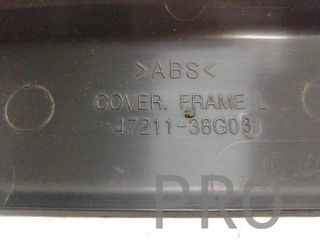 >ABS<
COVER. FRAME L
47211-38G03
PRO